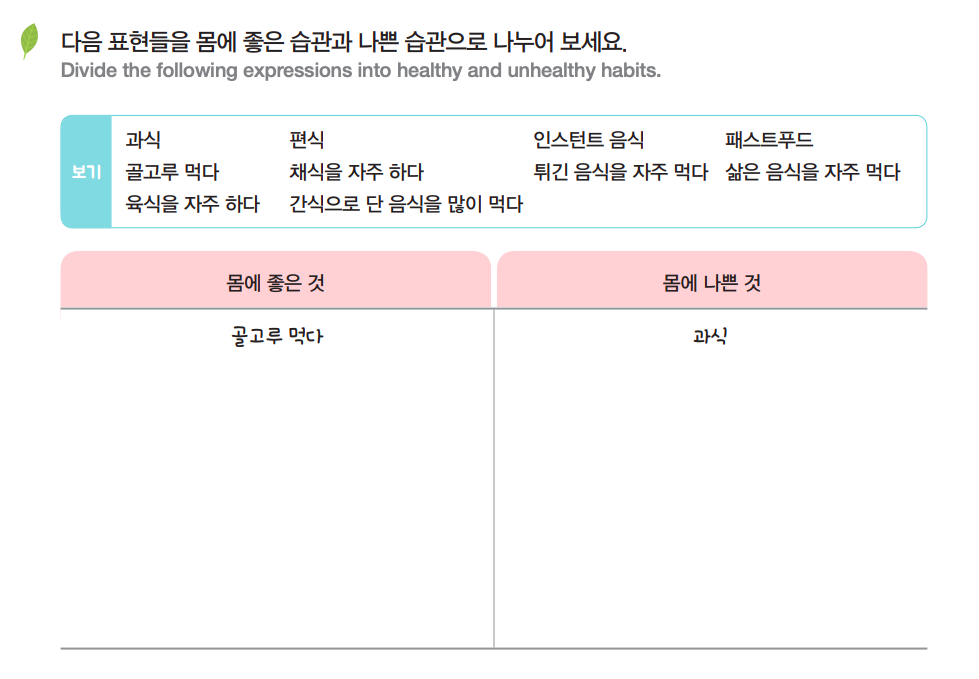 다음 표현들을 몸에 좋은 습관과 나쁜 습관으로 나누어 보세요.
Divide the following expressions into healthy and unhealthy habits.
보기
과식 편식 인스턴트 음식 패스트푸드
골고루 먹다 채식을 자주 하다 튀긴 음식을 자주 먹다 삶은 음식을 자주 먹다
육식을 자주 하다 간식으로 단 음식을 많이 먹다
몸에 좋은 것 몸에 나쁜 것
골고루 먹다 과식